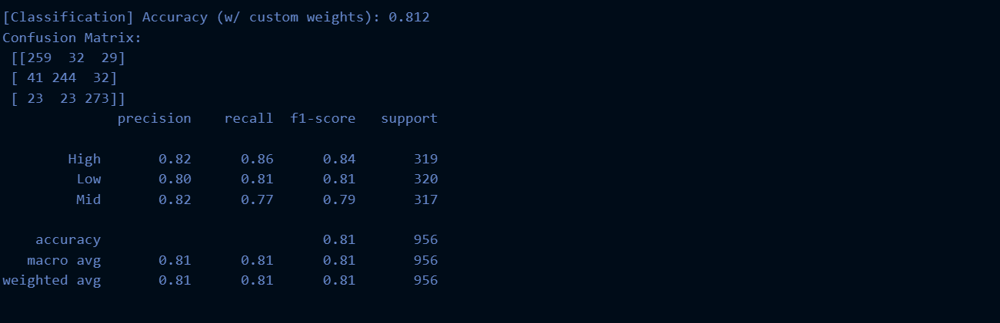 [Classification] Accuracy (w/ custom weights): 0.812
Confusion Matrix:
 [[259  32  29]
 [ 41 244  32]
 [ 23  23 273]]
              precision    recall  f1-score   support

        High       0.82      0.86      0.84       319
         Low       0.80      0.81      0.81       320
         Mid       0.82      0.77      0.79       317

    accuracy                           0.81       956
   macro avg       0.81      0.81      0.81       956
weighted avg       0.81      0.81      0.81       956